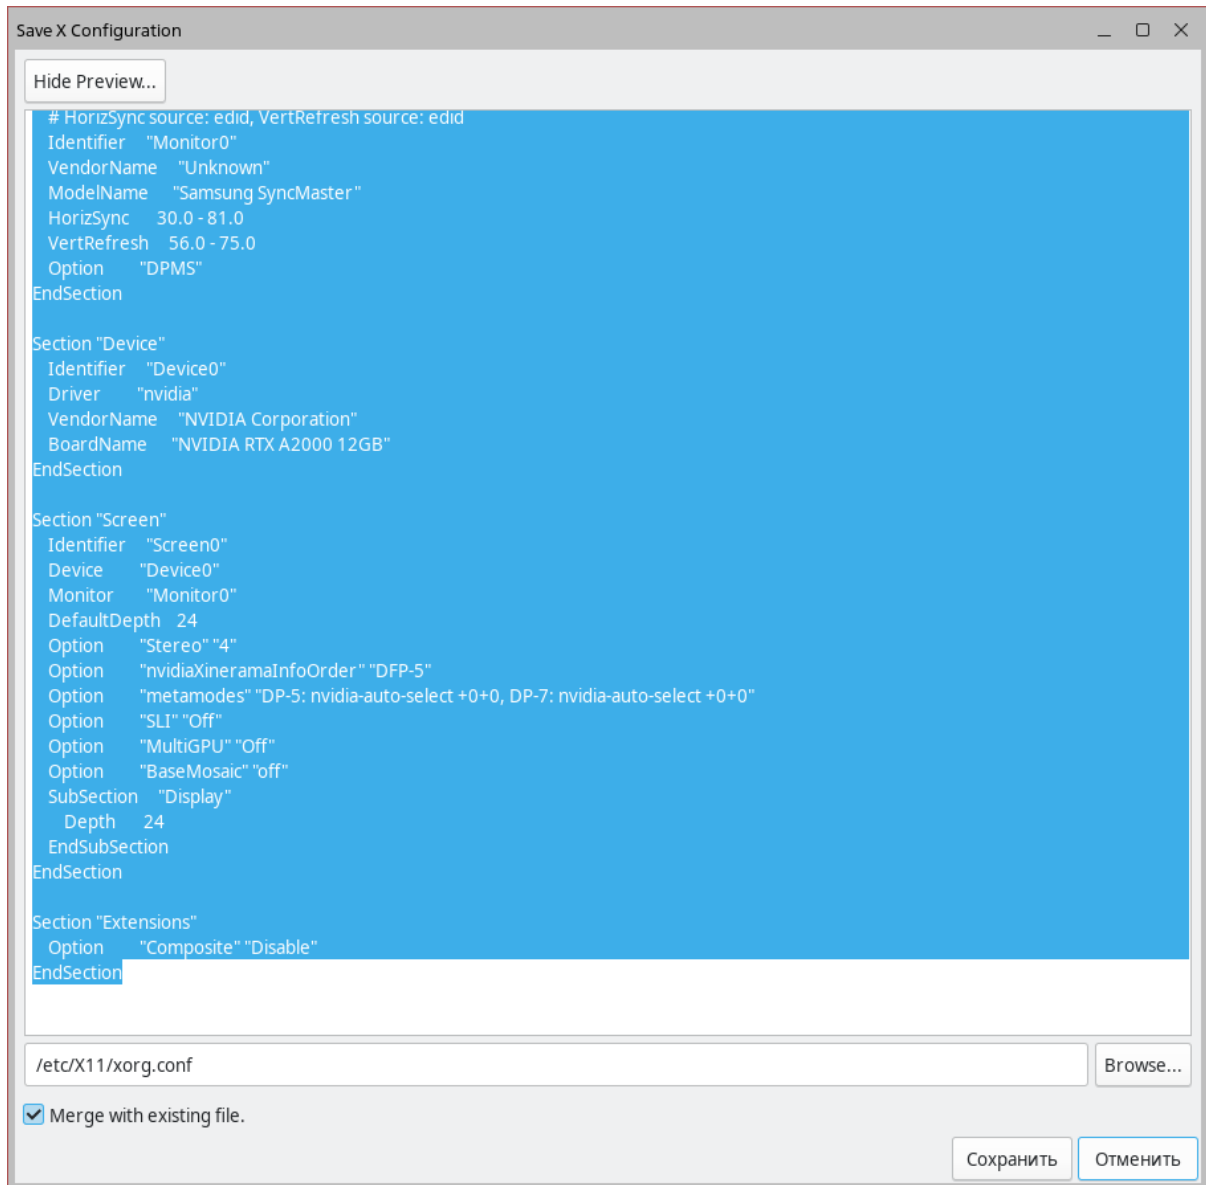 Save X Configuration
Hide Preview...
# HorizSync source: edid, VertRefresh source: edid
Identifier "Monitor0"
VendorName "Unknown"
ModelName "Samsung SyncMaster"
HorizSync 30.0 - 81.0
VertRefresh 56.0 - 75.0
Option "DPMS"
EndSection
Section "Device"
Identifier "Device0"
Driver "nvidia"
VendorName "NVIDIA Corporation"
BoardName "NVIDIA RTX A2000 12GB"
EndSection
Section "Screen"
Identifier "Screen0"
Device "Device0"
Monitor "Monitor0"
DefaultDepth 24
Option "Stereo" "4"
Option "nvidiaXineramaInfoOrder" "DFP-5"
Option "metamodes" "DP-5: nvidia-auto-select +0+0, DP-7: nvidia-auto-select +0+0"
Option "SLI" "Off"
Option "MultiGPU" "Off"
Option "BaseMosaic" "off"
SubSection "Display"
Depth 24
EndSubSection
EndSection
Section "Extensions"
Option "Composite" "Disable"
EndSection
/etc/X11/xorg.conf
Browse...
Merge with existing file.
Сохранить
Отменить